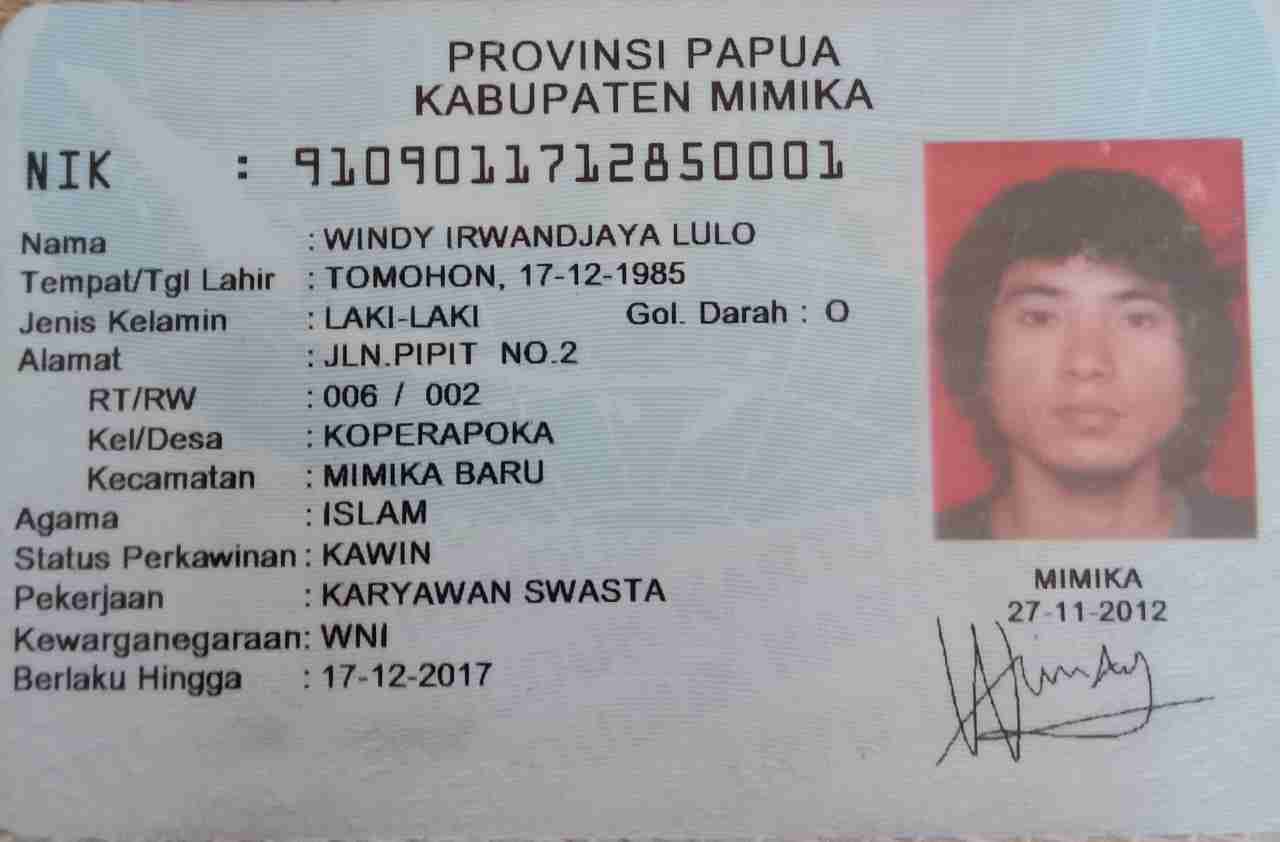 PROVINSI PAPUA
KABUPATEN MIMIKA
NIK : 9109011712850001
Nama : WINDY IRWANDJAYA LULO
Tempat/Tgl Lahir : TOMOHON, 17-12-1985
Jenis Kelamin : LAKI-LAKI Gol. Darah : O
Alamat : JLN.PIPIT NO.2
RT/RW : 006 / 002
Kel/Desa : KOPERAPOKA
Kecamatan : MIMIKA BARU
Agama : ISLAM
Status Perkawinan : KAWIN
Pekerjaan : KARYAWAN SWASTA
Kewarganegaraan: WNI
Berlaku Hingga : 17-12-2017
MIMIKA
27-11-2012
Windy